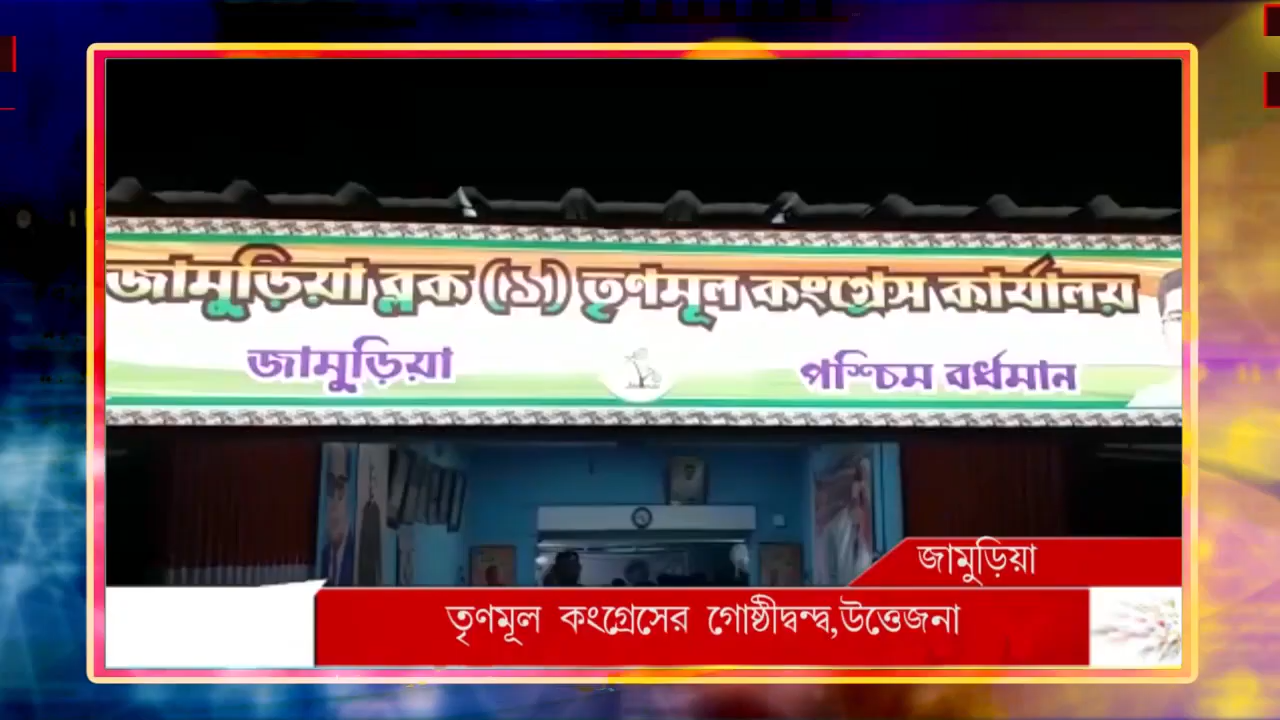 জামুড়িয়া ব্লক (১) তৃণমূল কংগ্রেস কার্যালয়
জামুড়িয়া
পশ্চিম বর্ধমান
জামুড়িয়া
তৃণমূল কংগ্রেসের গোষ্ঠীদ্বন্দ্ব,উত্তেজনা